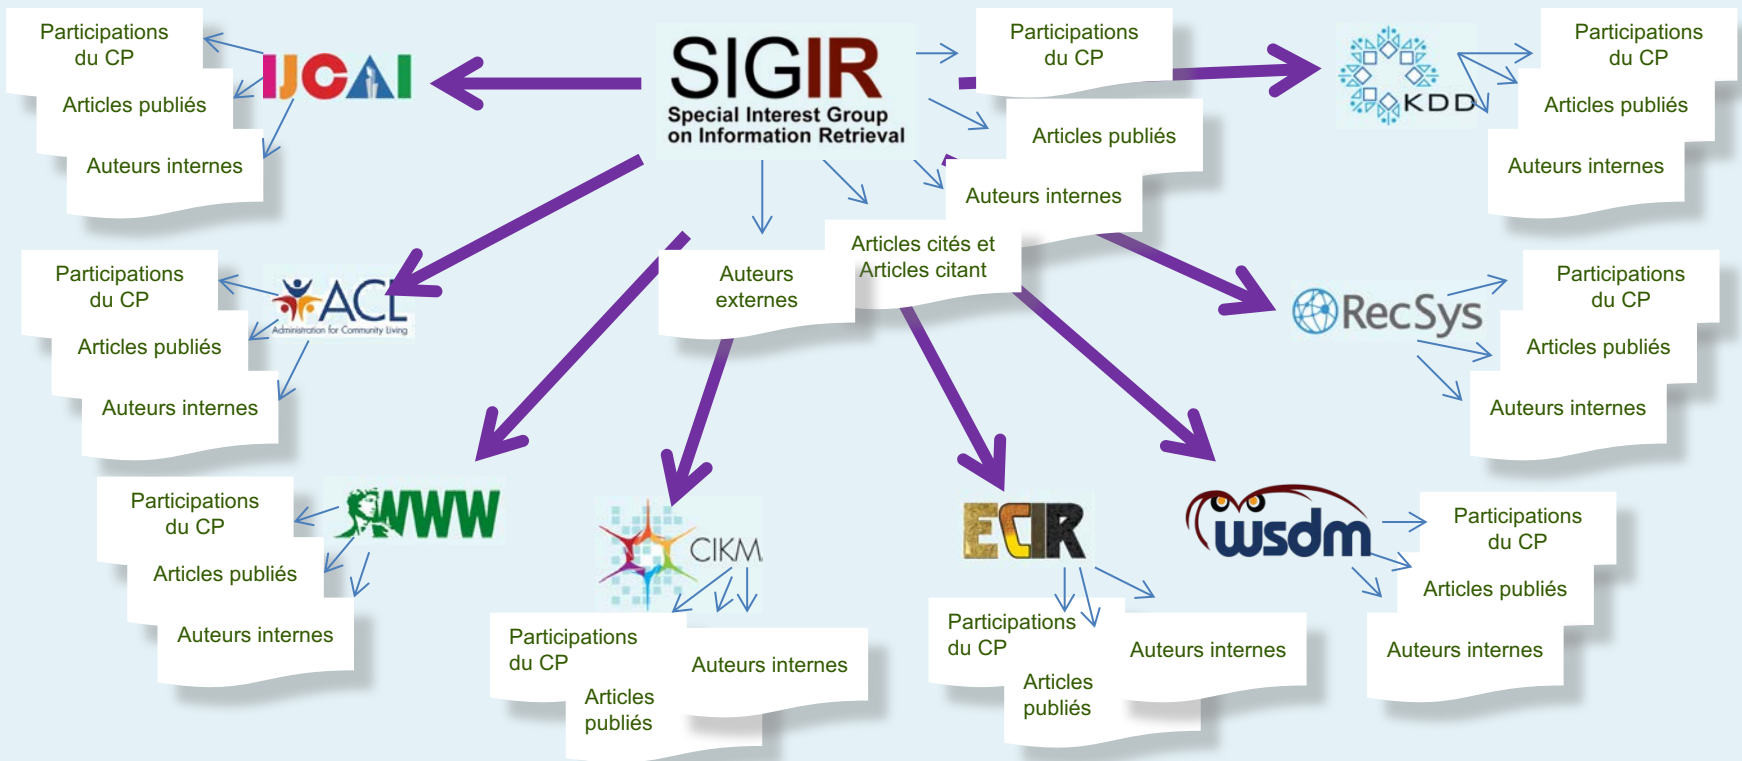 Participations
du CP
Articles publiés
Auteurs internes
IJCAI
SIGIR
Special Interest Group
on Information Retrieval
Participations
du CP
Articles publiés
Auteurs internes
Articles cités et
Articles citant
Auteurs
externes
KDD
Participations
du CP
Articles publiés
Auteurs internes
Participations
du CP
Articles publiés
Auteurs internes
ACL
Administration for Community Living
RecSys
Participations
du CP
Articles publiés
Auteurs internes
Participations
du CP
Articles publiés
Auteurs internes
WWW
CIKM
Participations
du CP
Articles
publiés
Auteurs internes
ECIR
Participations
du CP
Articles
publiés
Auteurs internes
wsdm
Participations
du CP
Articles publiés
Auteurs internes